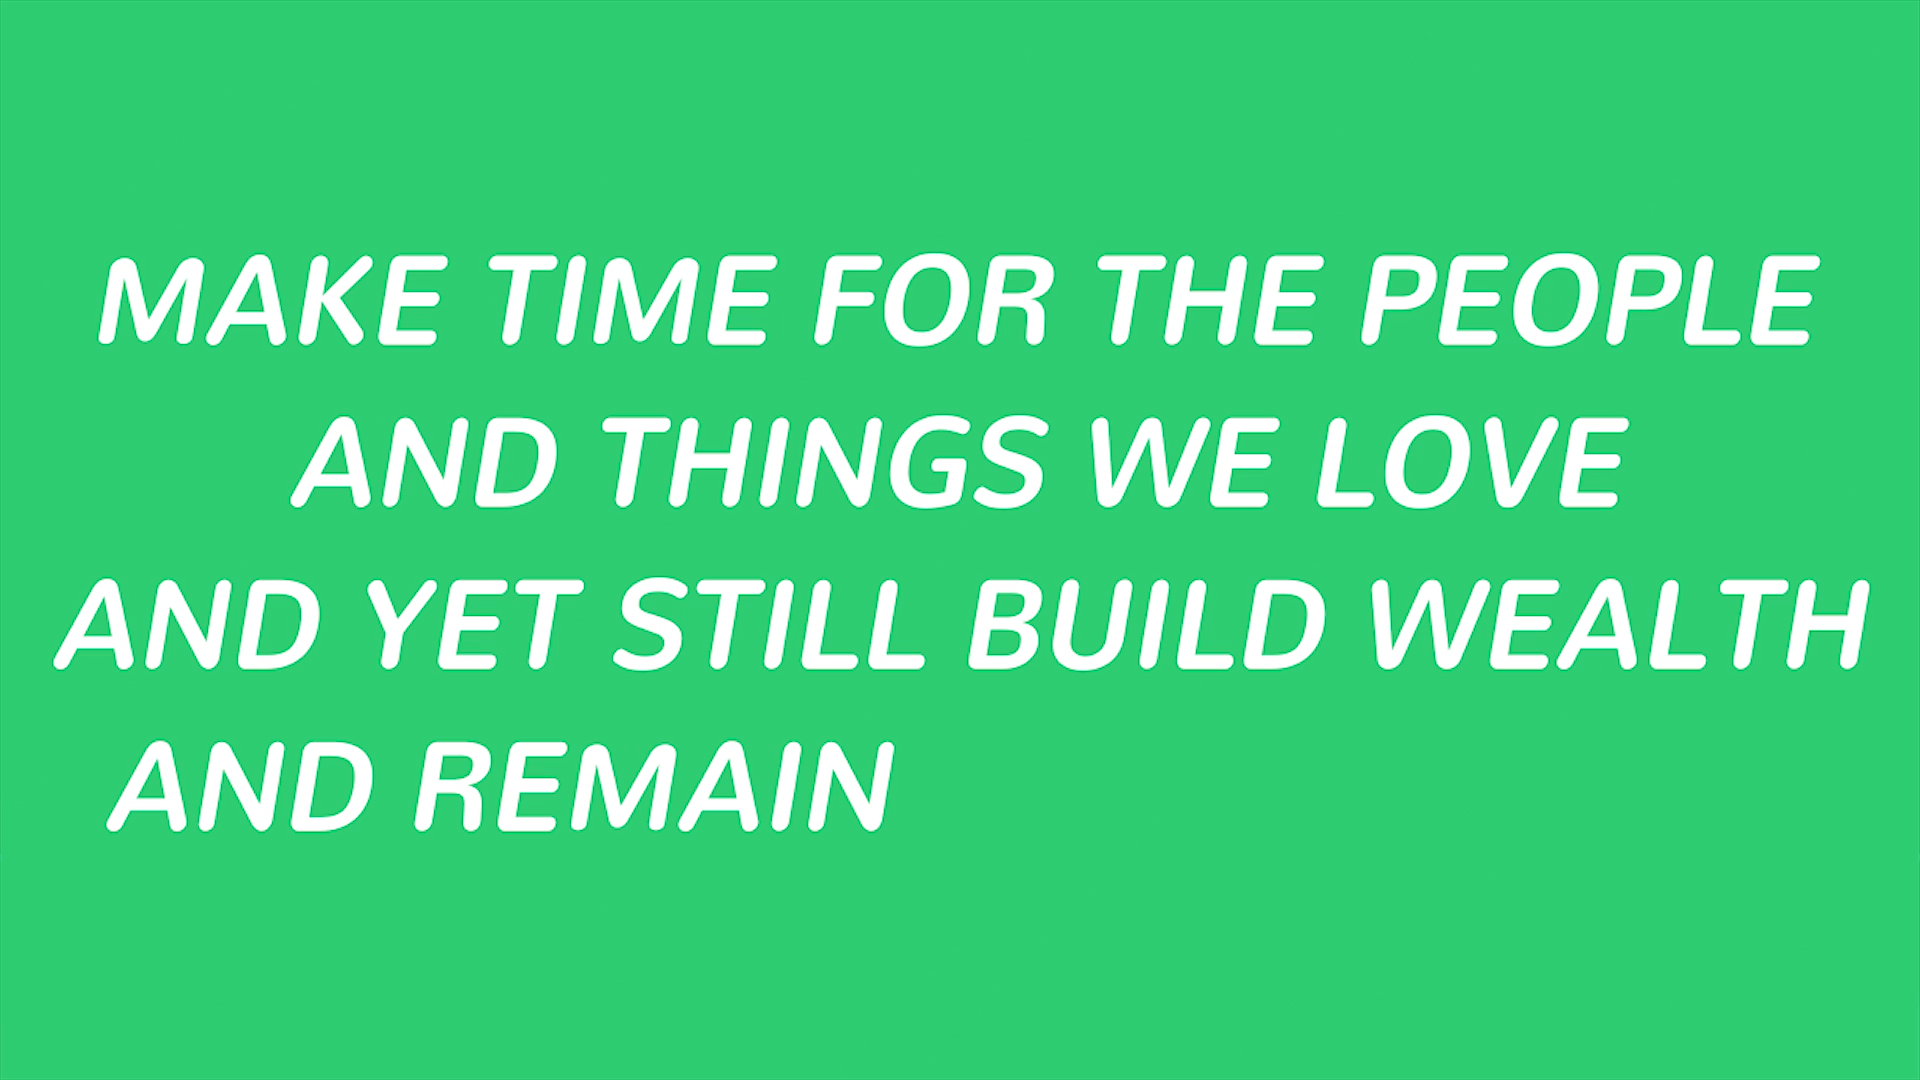 MAKE TIME FOR THE PEOPLE
AND THINGS WE LOVE
AND YET STILL BUILD WEALTH
AND REMAIN